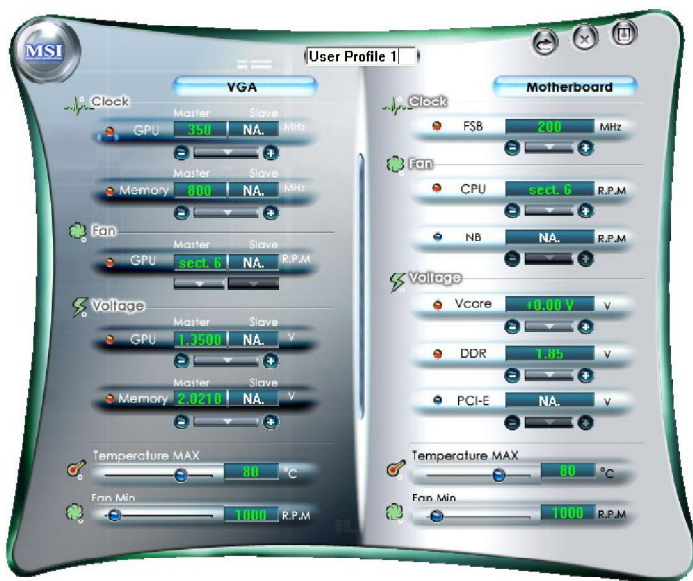 MSI
User Profile 1
VGA
Clock
Master Slave
GPU 350 NA. MHz
Master Slave
Memory 800 NA. MHz
Fan
Master Slave
GPU sect. 6 NA. R.P.M
Voltage
Master Slave
GPU 1.3500 NA. V
Master Slave
Memory 2.0210 NA. V
Temperature MAX
80 °C
Fan Min
1000 R.P.M
Motherboard
Clock
FSB 200 MHz
Fan
CPU sect. 6 R.P.M
NB NA. R.P.M
Voltage
Vcore +0.00 V V
DDR 1.85 V
PCI-E NA. V
Temperature MAX
80 °C
Fan Min
1000 R.P.M